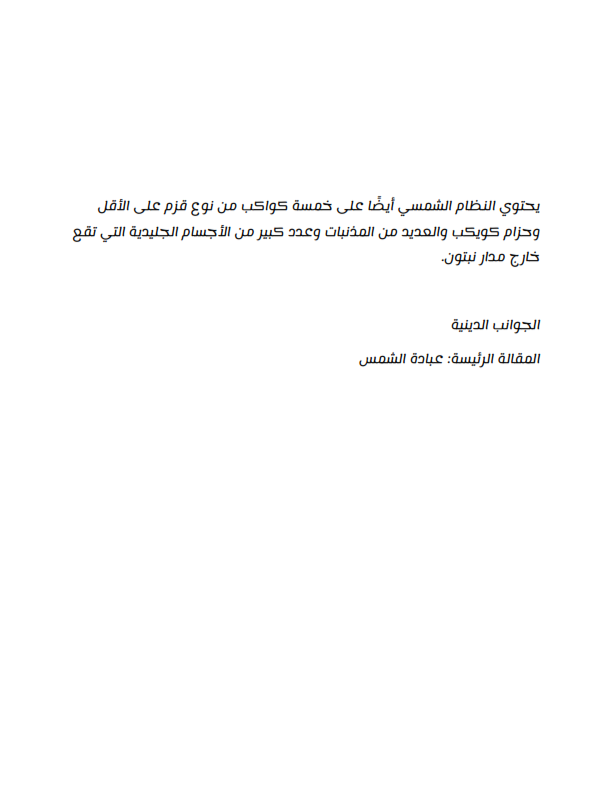 يحتوي النظام الشمسي أيضًا على خمسة كواكب من نوع قزم على الأقل
وحزام كويكب والعديد من المذنبات وعدد كبير من الأجسام الجليدية التي تقع
خارج مدار نبتون.
الجوانب الدينية
المقالة الرئيسة: عبادة الشمس